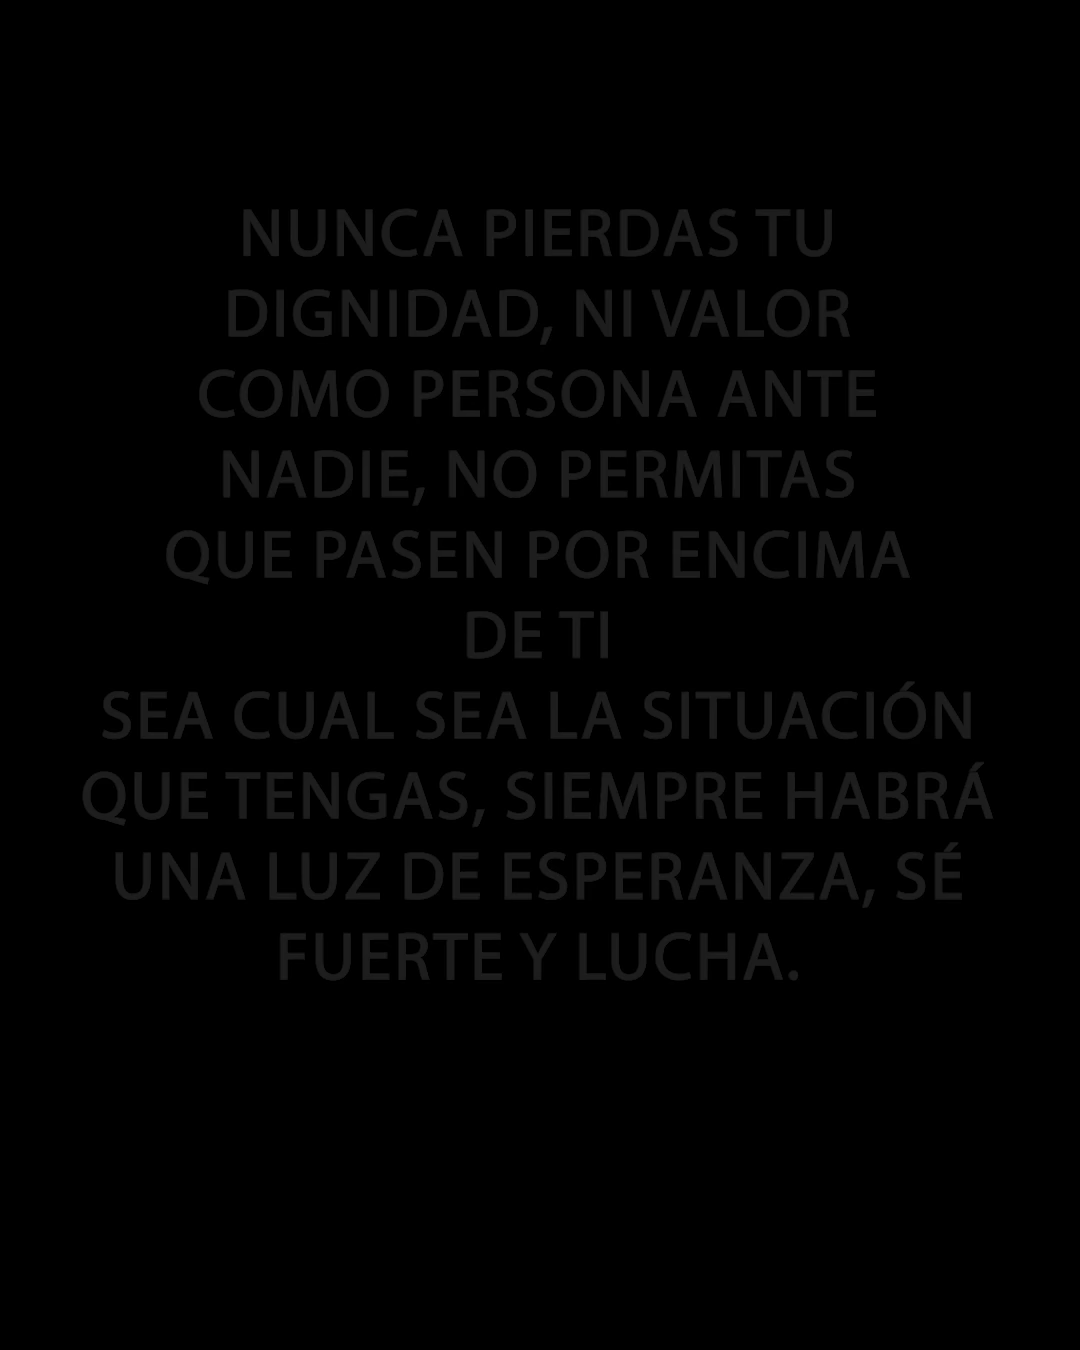 NUNCA PIERDAS TU
DIGNIDAD, NI VALOR
COMO PERSONA ANTE
NADIE, NO PERMITAS
QUE PASEN POR ENCIMA
DE TI
SEA CUAL SEA LA SITUACIÓN
QUE TENGAS, SIEMPRE HABRÁ
UNA LUZ DE ESPERANZA, SÉ
FUERTE Y LUCHA.